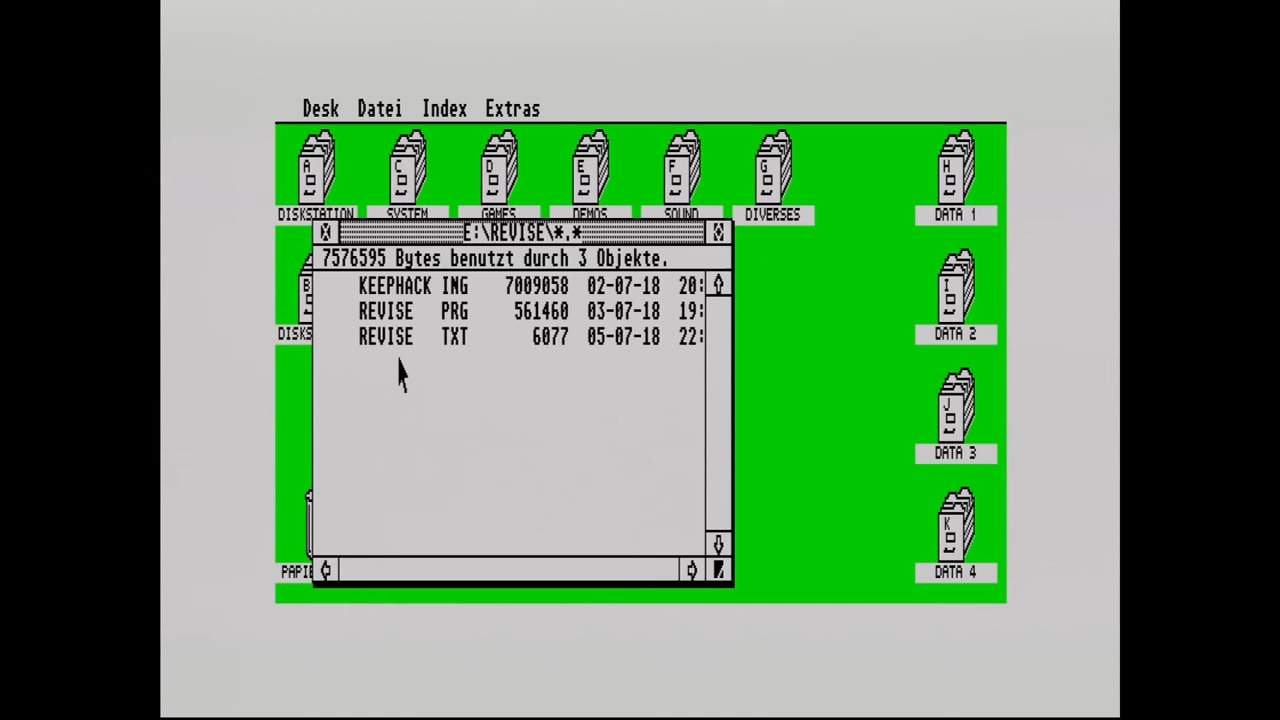 Desk Datei Index Extras
A C D E F G H
DISKSTATION SYSTEM GAMES DEMOS SOUND DIVERSES DATA 1
E:\REVISE\*.*
7576595 Bytes benutzt durch 3 Objekte.
KEEPHACK ING 7009058 02-07-18 20:
REVISE PRG 561460 03-07-18 19:
REVISE TXT 6077 05-07-18 22:
B I
DISKS DATA 2
J
DATA 3
K
PAPIE DATA 4